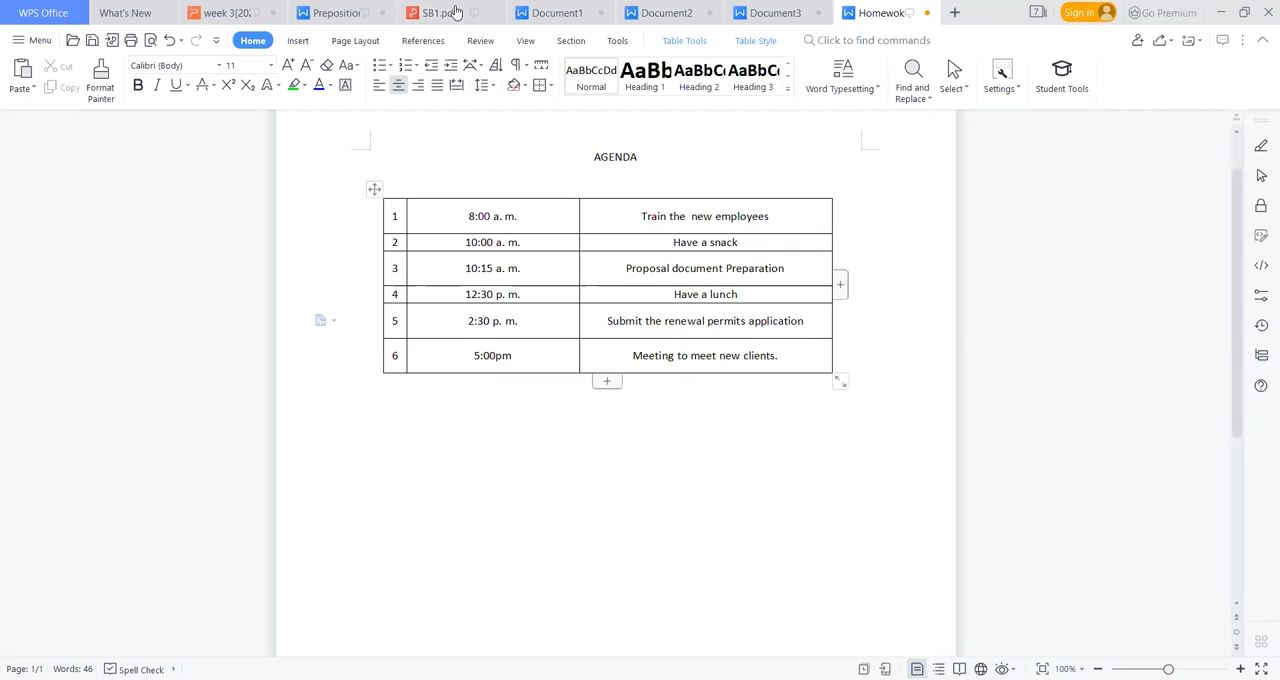 WPS Office What's New week 3[20 Preposition SB1.p Document1 Document2 Document3 Homewok Sign in Go Premium
Menu Home Insert Page Layout References Review View Section Tools Table Tools Table Style Click to find commands
Paste Cut Copy Format Painter Calibri (Body) 11 AaBbCcDd Normal AaBb Heading 1 AaBbC Heading 2 AaBbC Heading 3 Word Typesetting Find and Replace Select Settings Student Tools
AGENDA
1 8:00 a. m. Train the new employees
2 10:00 a. m. Have a snack
3 10:15 a. m. Proposal document Preparation
4 12:30 p. m. Have a lunch
5 2:30 p. m. Submit the renewal permits application
6 5:00pm Meeting to meet new clients.
Page: 1/1 Words: 46 Spell Check 100%